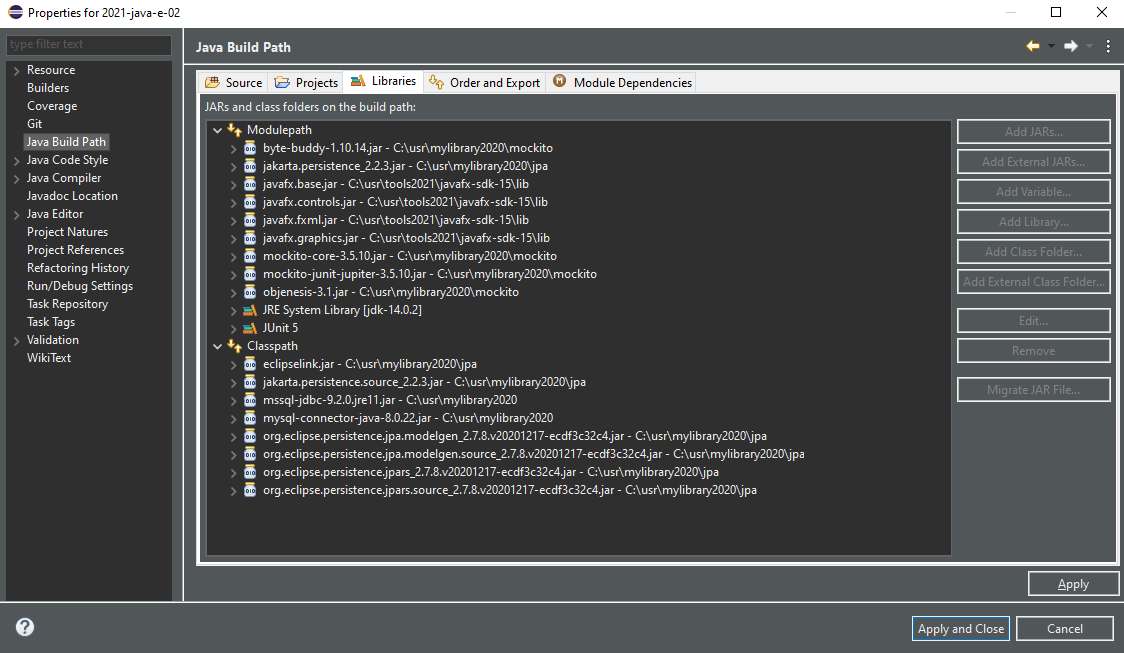 Properties for 2021-java-e-02
type filter text
Resource
Builders
Coverage
Git
Java Build Path
Java Code Style
Java Compiler
Javadoc Location
Java Editor
Project Natures
Project References
Refactoring History
Run/Debug Settings
Task Repository
Task Tags
Validation
WikiText
Java Build Path
Source Projects Libraries Order and Export Module Dependencies
JARs and class folders on the build path:
Modulepath
byte-buddy-1.10.14.jar - C:\usr\mylibrary2020\mockito
jakarta.persistence_2.2.3.jar - C:\usr\mylibrary2020\jpa
javafx.base.jar - C:\usr\tools2021\javafx-sdk-15\lib
javafx.controls.jar - C:\usr\tools2021\javafx-sdk-15\lib
javafx.fxml.jar - C:\usr\tools2021\javafx-sdk-15\lib
javafx.graphics.jar - C:\usr\tools2021\javafx-sdk-15\lib
mockito-core-3.5.10.jar - C:\usr\mylibrary2020\mockito
mockito-junit-jupiter-3.5.10.jar - C:\usr\mylibrary2020\mockito
objenesis-3.1.jar - C:\usr\mylibrary2020\mockito
JRE System Library [jdk-14.0.2]
JUnit 5
Classpath
eclipselink.jar - C:\usr\mylibrary2020\jpa
jakarta.persistence.source_2.2.3.jar - C:\usr\mylibrary2020\jpa
mssql-jdbc-9.2.0.jre11.jar - C:\usr\mylibrary2020
mysql-connector-java-8.0.22.jar - C:\usr\mylibrary2020
org.eclipse.persistence.jpa.modelgen_2.7.8.v20201217-ecdf3c32c4.jar - C:\usr\mylibrary2020\jpa
org.eclipse.persistence.jpa.modelgen.source_2.7.8.v20201217-ecdf3c32c4.jar - C:\usr\mylibrary2020\jpa
org.eclipse.persistence.jpars_2.7.8.v20201217-ecdf3c32c4.jar - C:\usr\mylibrary2020\jpa
org.eclipse.persistence.jpars.source_2.7.8.v20201217-ecdf3c32c4.jar - C:\usr\mylibrary2020\jpa
Add JARs...
Add External JARs...
Add Variable...
Add Library...
Add Class Folder...
Add External Class Folder...
Edit...
Remove
Migrate JAR File...
Apply
Apply and Close Cancel